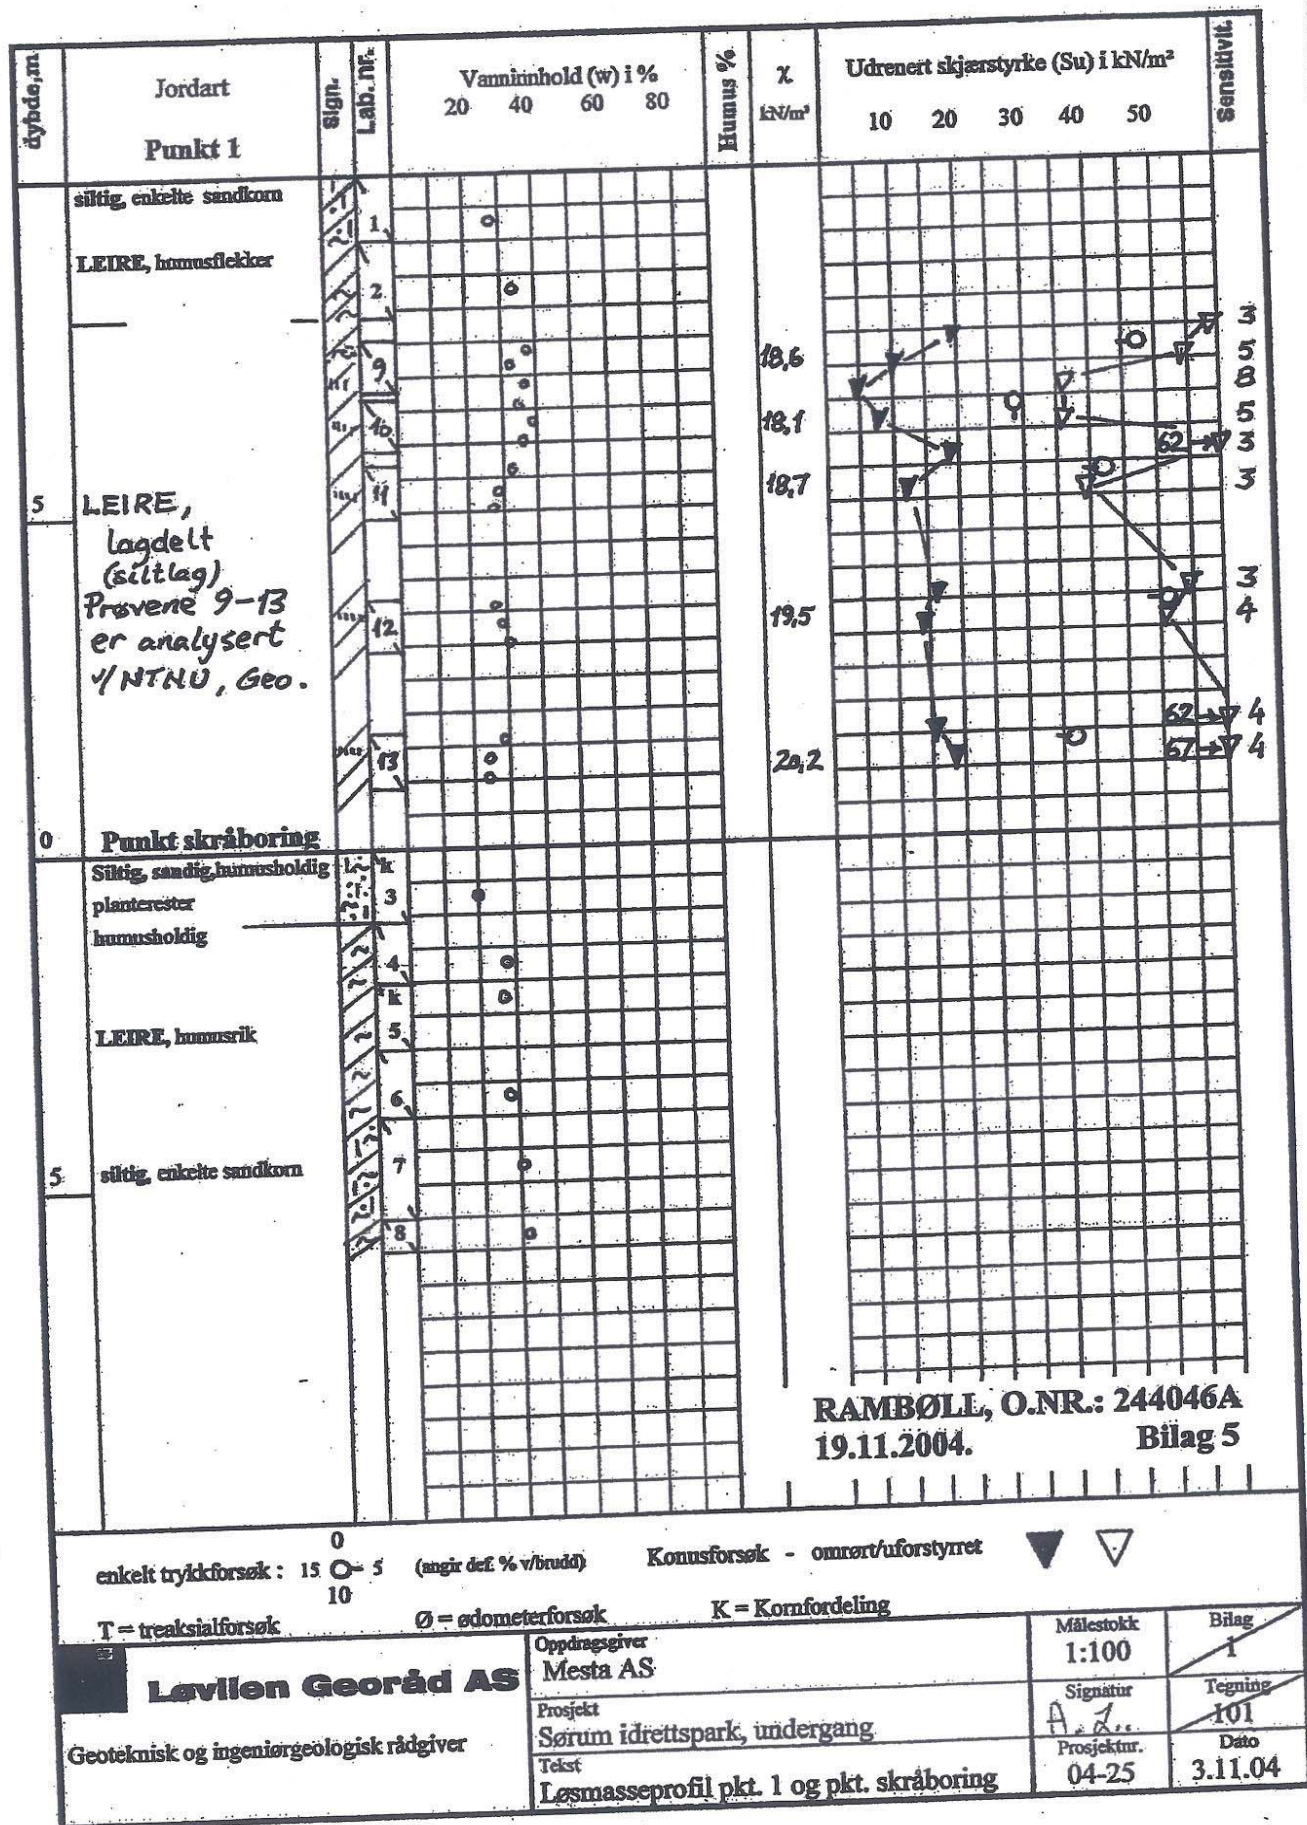 dybde,m
Jordart
Punkt 1
Sign.
Lab. nr.
Vanninnhold (w) i %
20 40 60 80
Humus %
γ
kN/m³
Udrenert skjærstyrke (Su) i kN/m²
10 20 30 40 50
Sensitivit.
siltig, enkelte sandkorn
1
LEIRE, humusflekker
2
3
9
18,6
5
8
10
18,1
5
62
3
11
18,7
3
5
LEIRE,
lagdelt
(siltlag)
Prøvene 9-13
er analysert
v/ NTNU, Geo.
3
12
19,5
4
62
4
13
20,2
67
4
0
Punkt skråboring
Siltig, sandig, humusholdig
k
planterester
3
humusholdig
4
k
LEIRE, humusrik
5
6
5
siltig, enkelte sandkorn
7
8
RAMBØLL, O.NR.: 244046A
19.11.2004. Bilag 5
0
enkelt trykkforsøk : 15 5 (angir def. % v/brudd) Konusforsøk - omrørt/uforstyrret
10
T = treaksialforsøk Ø = ødometerforsøk K = Kornfordeling
Løvlien Georåd AS
Geoteknisk og ingeniørgeologisk rådgiver
Oppdragsgiver
Mesta AS
Prosjekt
Sørum idrettspark, undergang
Tekst
Løsmasseprofil pkt. 1 og pkt. skråboring
Målestokk
1:100
Bilag
1
Signatur
A. L.
Tegning
101
Prosjektnr.
04-25
Dato
3.11.04